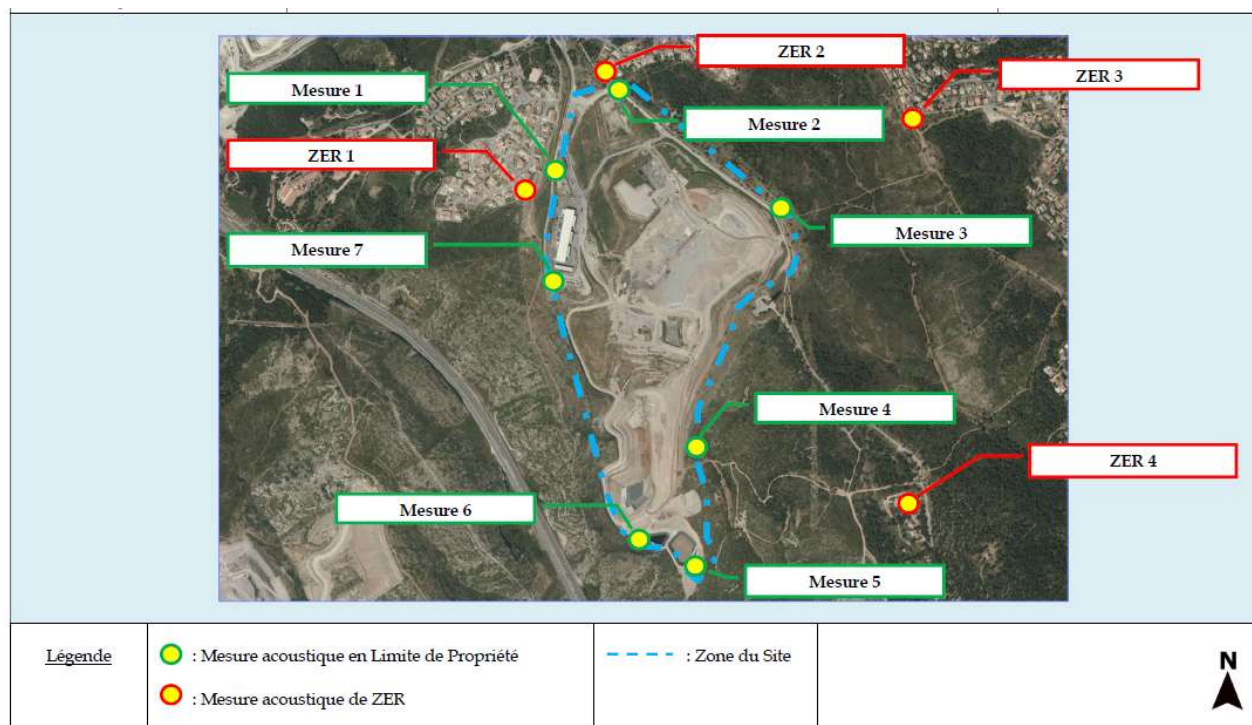 ZER 2
ZER 3
Mesure 1
Mesure 2
ZER 1
Mesure 3
Mesure 7
Mesure 4
ZER 4
Mesure 6
Mesure 5
Légende
: Mesure acoustique en Limite de Propriété
: Zone du Site
: Mesure acoustique de ZER
N